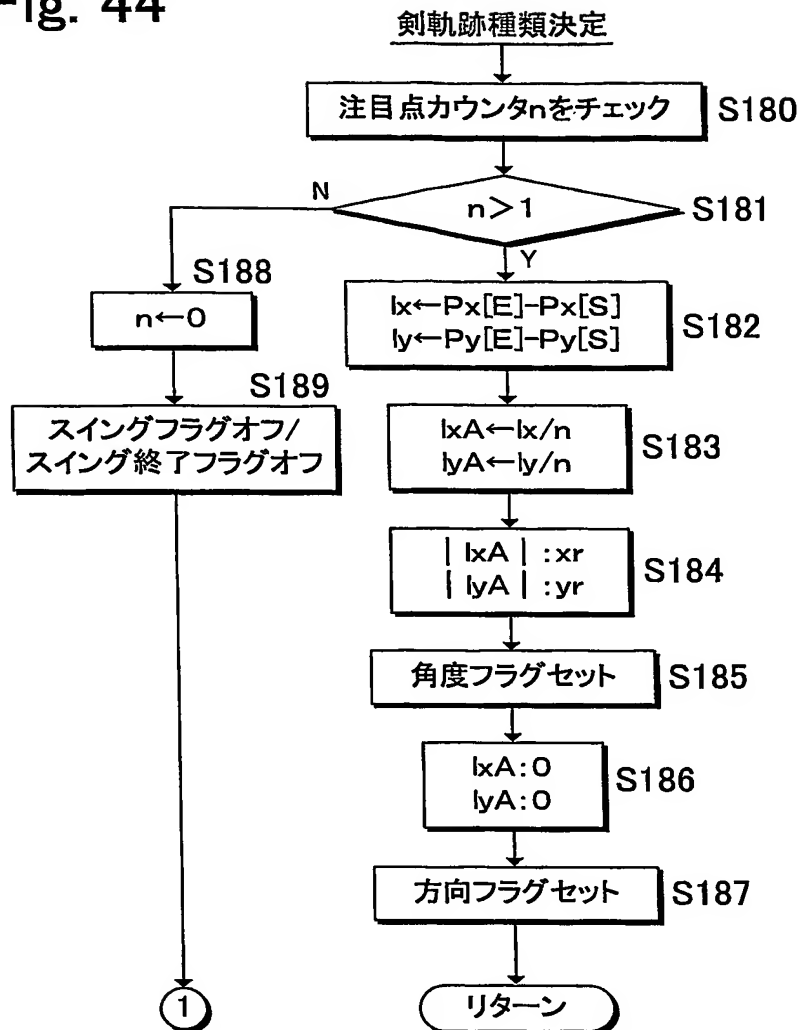 Fig. 44
剣軌跡種類決定
注目点カウンタnをチェック
S180
n>1
S181
N
Y
S188
n←0
S189
スイングフラグオフ/
スイング終了フラグオフ
lx←Px[E]-Px[S]
ly←Py[E]-Py[S]
S182
lxA←lx/n
lyA←ly/n
S183
| lxA | :xr
| lyA | :yr
S184
角度フラグセット
S185
lxA:0
lyA:0
S186
方向フラグセット
S187
1
リターン